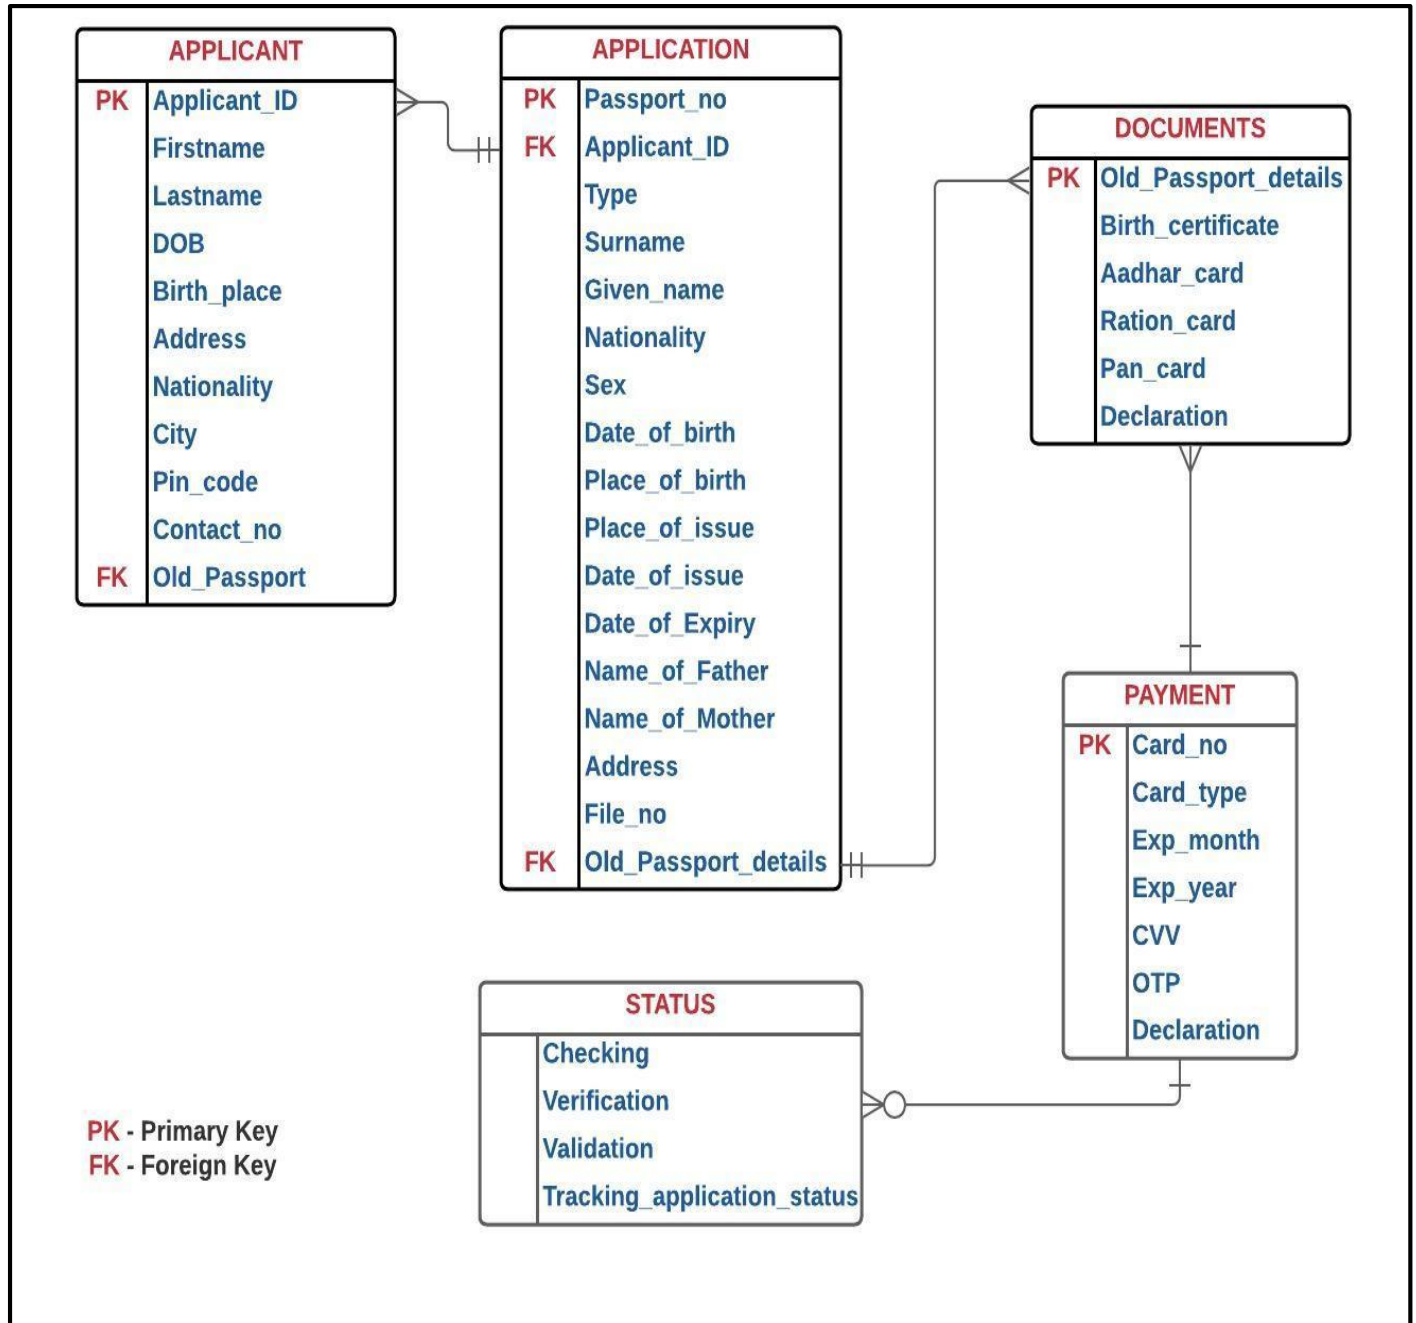 APPLICANT
PK Applicant_ID
Firstname
Lastname
DOB
Birth_place
Address
Nationality
City
Pin_code
Contact_no
FK Old_Passport
APPLICATION
PK Passport_no
FK Applicant_ID
Type
Surname
Given_name
Nationality
Sex
Date_of_birth
Place_of_birth
Place_of_issue
Date_of_issue
Date_of_Expiry
Name_of_Father
Name_of_Mother
Address
File_no
FK Old_Passport_details
DOCUMENTS
PK Old_Passport_details
Birth_certificate
Aadhar_card
Ration_card
Pan_card
Declaration
PAYMENT
PK Card_no
Card_type
Exp_month
Exp_year
CVV
OTP
Declaration
STATUS
Checking
Verification
Validation
Tracking_application_status
PK - Primary Key
FK - Foreign Key